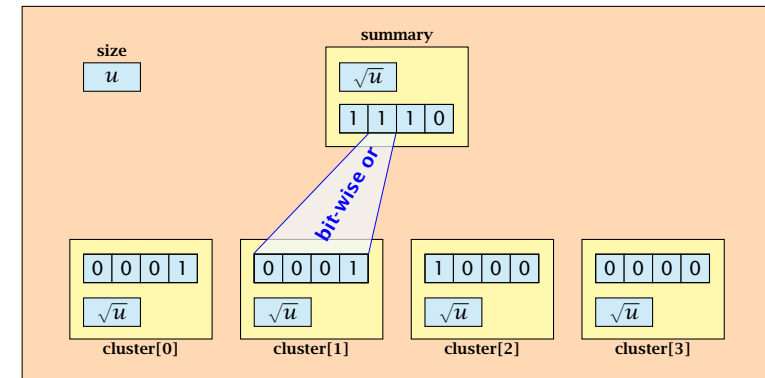 summary
size
u
√u
1 1 1 0
bit-wise or
0 0 0 1
0 0 0 1
1 0 0 0
0 0 0 0
√u
√u
√u
√u
cluster[0]
cluster[1]
cluster[2]
cluster[3]